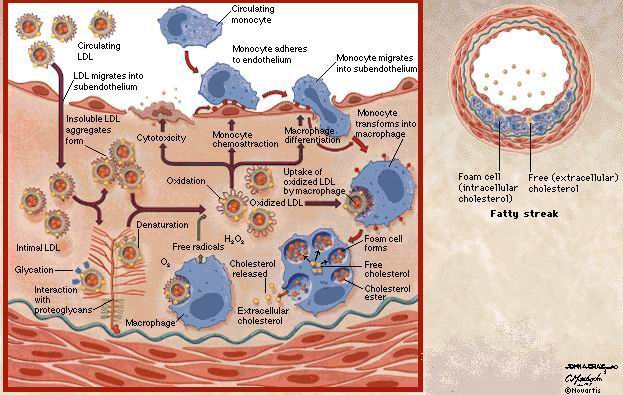 Circulating
monocyte
Circulating
LDL
Monocyte adheres
to endothelium
Monocyte migrates
into subendothelium
LDL migrates into
subendothelium
Insoluble LDL
aggregates
form
Cytotoxicity
Monocyte
chemoattraction
Macrophage
differentiation
Monocyte
transforms into
macrophage
Oxidation
Uptake of
oxidized LDL
by macrophage
Oxidized LDL
Denaturation
Intimal LDL
Free radicals
H₂O₂
O₂
Glycation
Interaction
with
proteoglycans
Macrophage
Cholesterol
released
Extracellular
cholesterol
Foam cell
forms
Free
cholesterol
Cholesterol
ester
Foam cell
(intracellular
cholesterol)
Free (extracellular)
cholesterol
Fatty streak
©Novartis